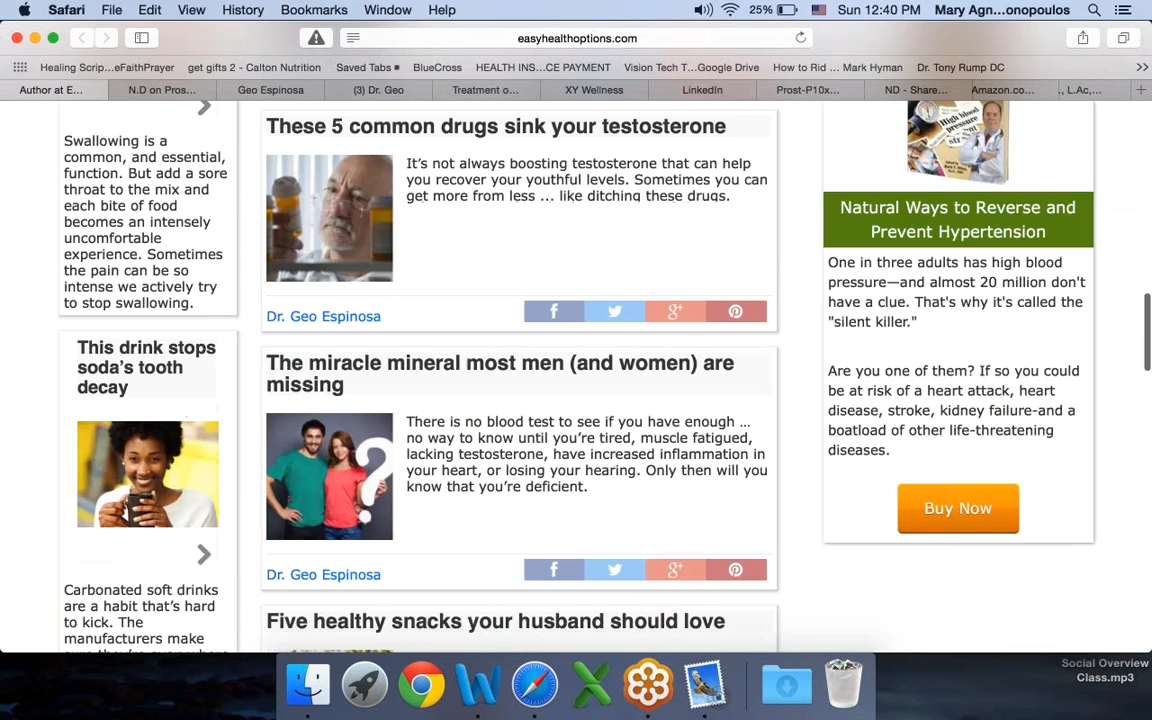 Safari File Edit View History Bookmarks Window Help 25% Sun 12:40 PM Mary Agn...onopoulos
easyhealthoptions.com
Healing Scrip...eFaithPrayer get gifts 2 - Calton Nutrition Saved Tabs BlueCross HEALTH INS...CE PAYMENT Vision Tech T...Google Drive How to Rid ... Mark Hyman Dr. Tony Rump DC
Author at E... N.D on Pros... Geo Espinosa (3) Dr. Geo Treatment o... XY Wellness LinkedIn Prost-P10x... ND - Share... Amazon.co... ., L.Ac,...
Swallowing is a
common, and essential,
function. But add a sore
throat to the mix and
each bite of food
becomes an intensely
uncomfortable
experience. Sometimes
the pain can be so
intense we actively try
to stop swallowing.
This drink stops
soda's tooth
decay
Carbonated soft drinks
are a habit that's hard
to kick. The
manufacturers make
These 5 common drugs sink your testosterone
It's not always boosting testosterone that can help
you recover your youthful levels. Sometimes you can
get more from less ... like ditching these drugs.
Dr. Geo Espinosa
The miracle mineral most men (and women) are
missing
There is no blood test to see if you have enough ...
no way to know until you're tired, muscle fatigued,
lacking testosterone, have increased inflammation in
your heart, or losing your hearing. Only then will you
know that you're deficient.
Dr. Geo Espinosa
Five healthy snacks your husband should love
High blood
pressure
Natural Ways to Reverse and
Prevent Hypertension
One in three adults has high blood
pressure—and almost 20 million don't
have a clue. That's why it's called the
"silent killer."
Are you one of them? If so you could
be at risk of a heart attack, heart
disease, stroke, kidney failure-and a
boatload of other life-threatening
diseases.
Buy Now
Social Overview
Class.mp3